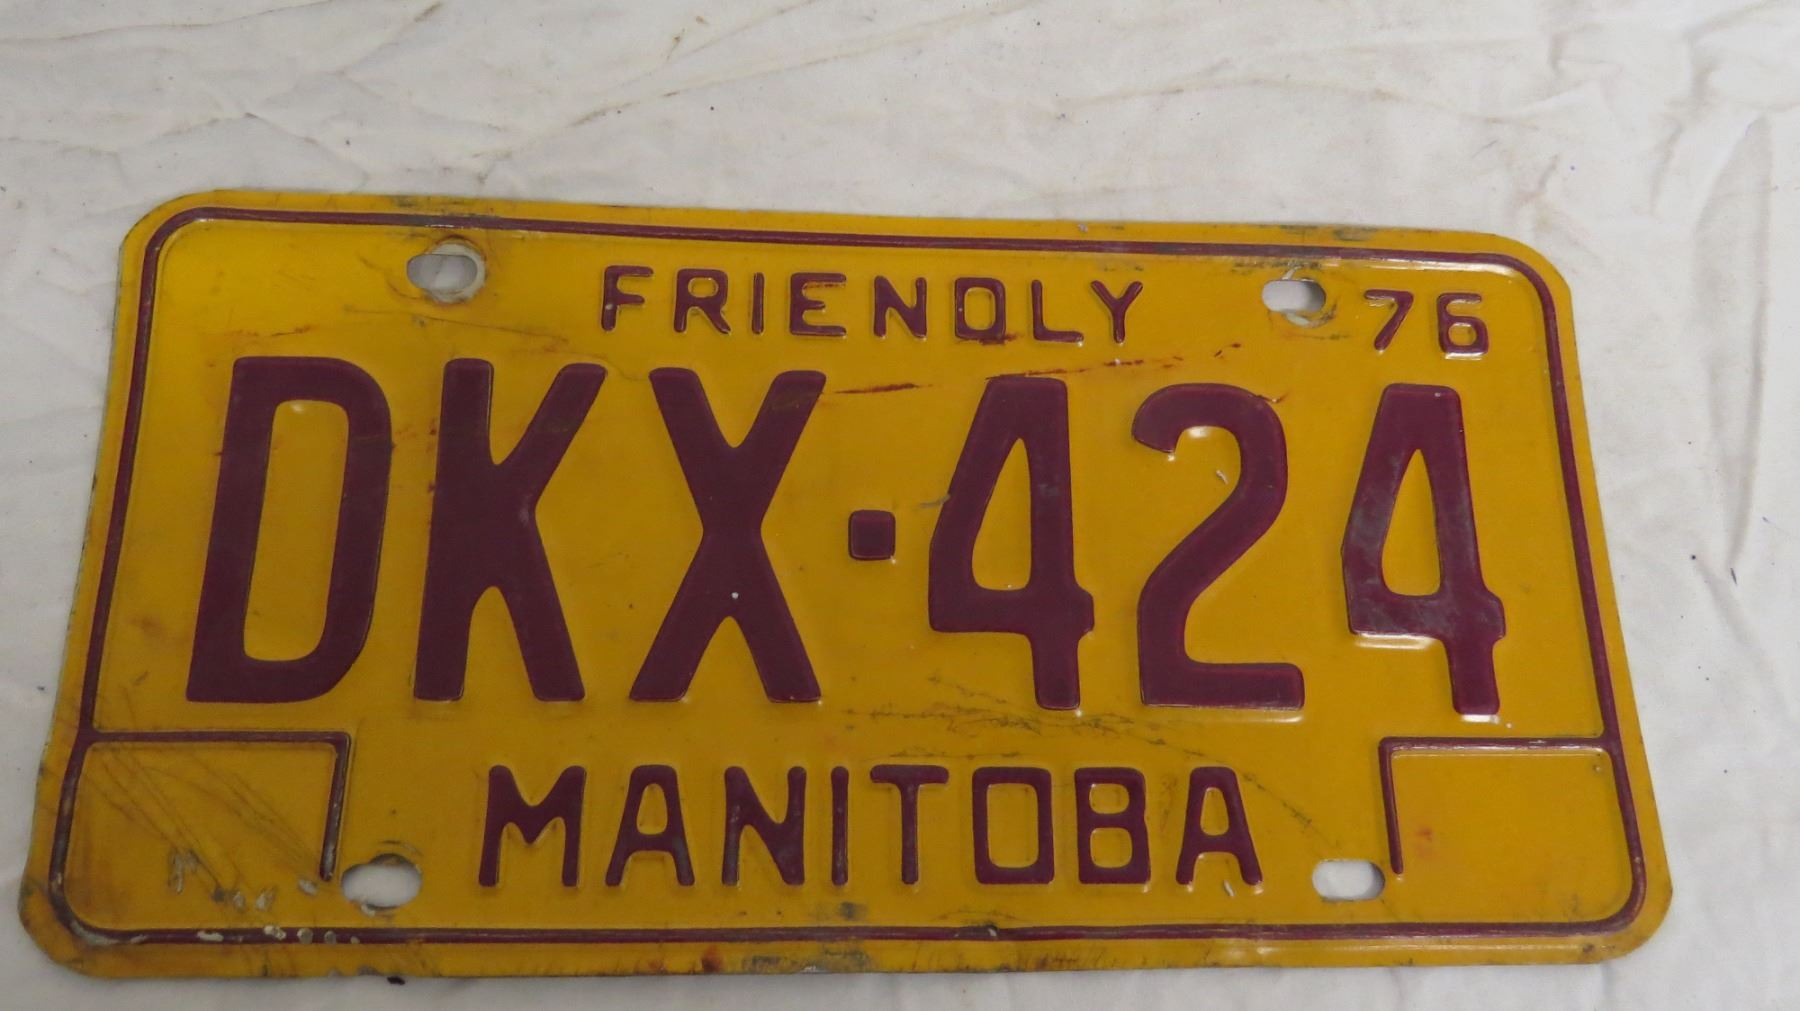 FRIENDLY 76
DKX·424
MANITOBA